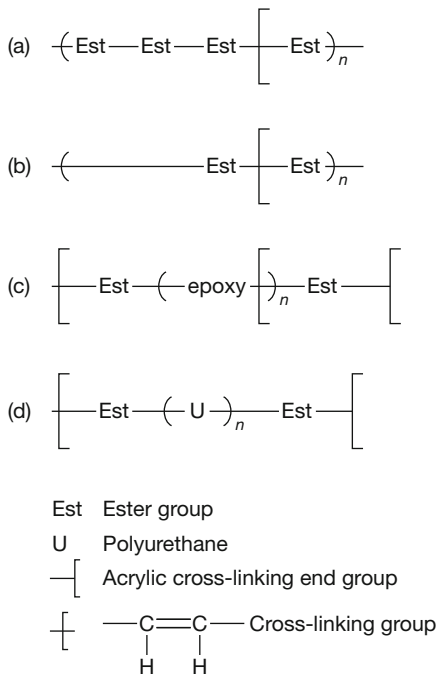 (a) ( Est Est Est Est ) n
(b) ( Est Est ) n
(c) Est ( epoxy ) n Est
(d) Est ( U ) n Est
Est Ester group
U Polyurethane
Acrylic cross-linking end group
C C Cross-linking group
H H